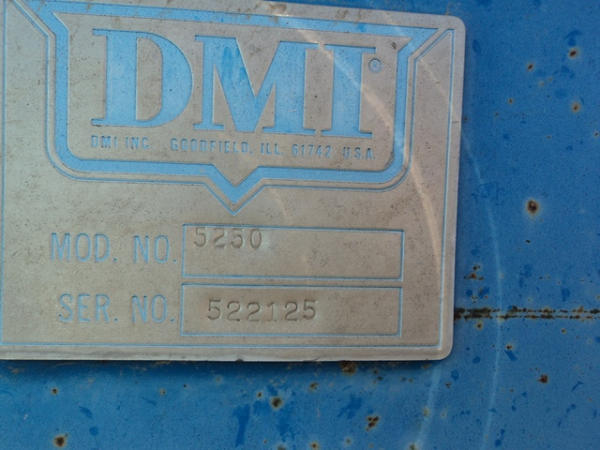 DMI®
DMI INC. GOODFIELD, ILL. 61742 U.S.A.
MOD. NO. 5250
SER. NO. 522125